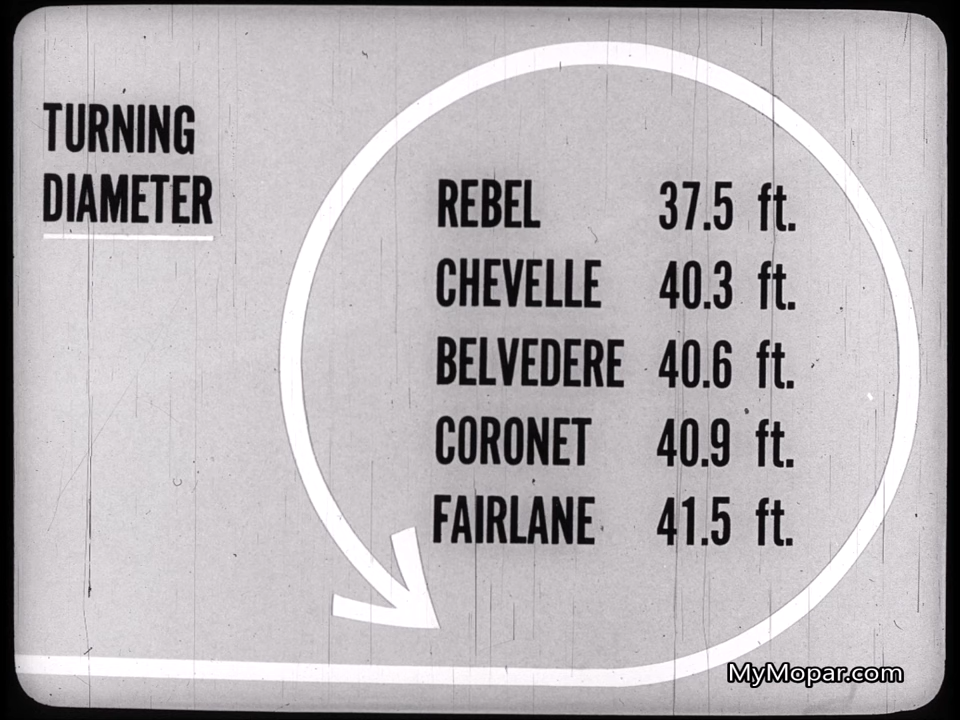 TURNING
DIAMETER
REBEL 37.5 ft.
CHEVELLE 40.3 ft.
BELVEDERE 40.6 ft.
CORONET 40.9 ft.
FAIRLANE 41.5 ft.
MyMopar.com